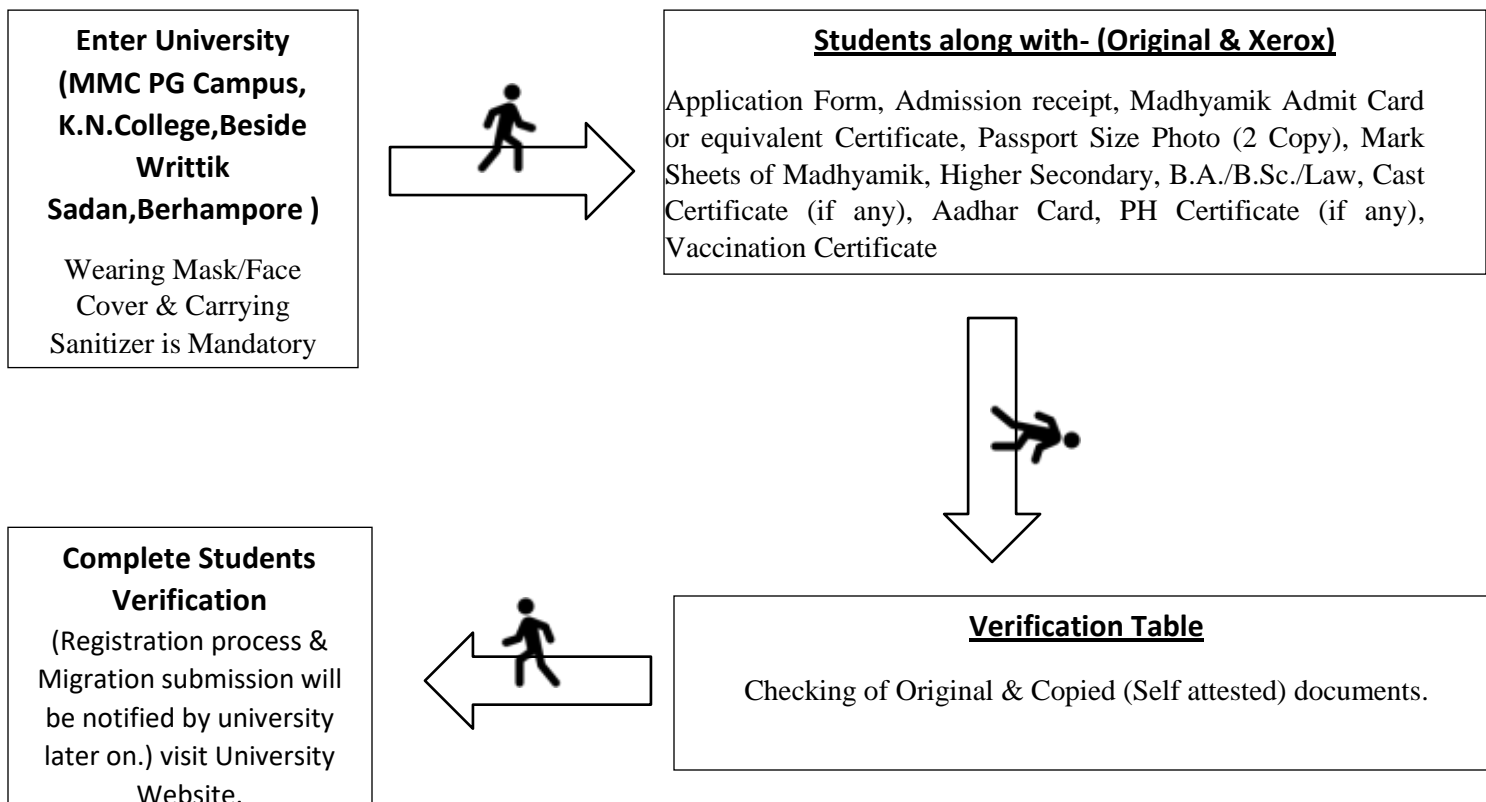 Enter University
(MMC PG Campus,
K.N.College,Beside
Writtik
Sadan,Berhampore )
Wearing Mask/Face
Cover & Carrying
Sanitizer is Mandatory
Students along with- (Original & Xerox)
Application Form, Admission receipt, Madhyamik Admit Card
or equivalent Certificate, Passport Size Photo (2 Copy), Mark
Sheets of Madhyamik, Higher Secondary, B.A./B.Sc./Law, Cast
Certificate (if any), Aadhar Card, PH Certificate (if any),
Vaccination Certificate
Verification Table
Checking of Original & Copied (Self attested) documents.
Complete Students
Verification
(Registration process &
Migration submission will
be notified by university
later on.) visit University
Website.